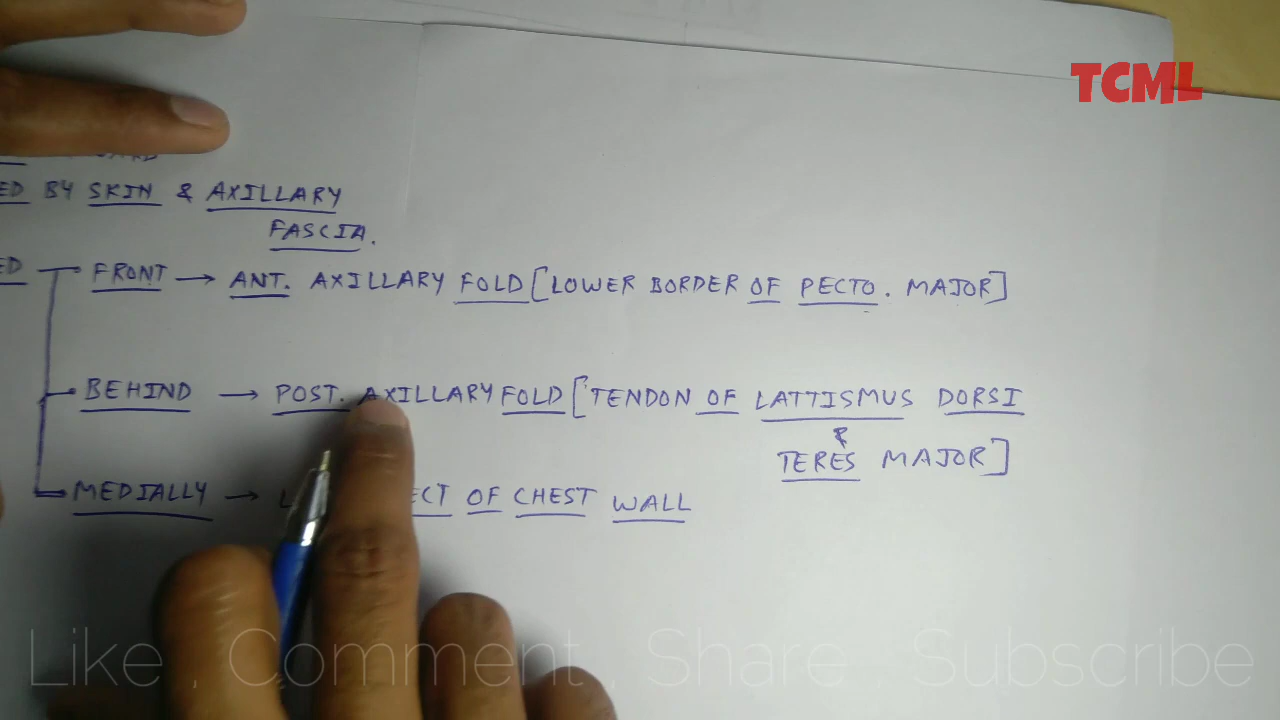 TCML
ED BY SKIN & AXILLARY
FASCIA.
ED FRONT → ANT. AXILLARY FOLD [LOWER BORDER OF PECTO. MAJOR]
BEHIND → POST. AXILLARY FOLD [TENDON OF LATTISMUS DORSI
&
TERES MAJOR]
MEDIALLY → OF CHEST WALL
Like , Comment , Share , Subscribe